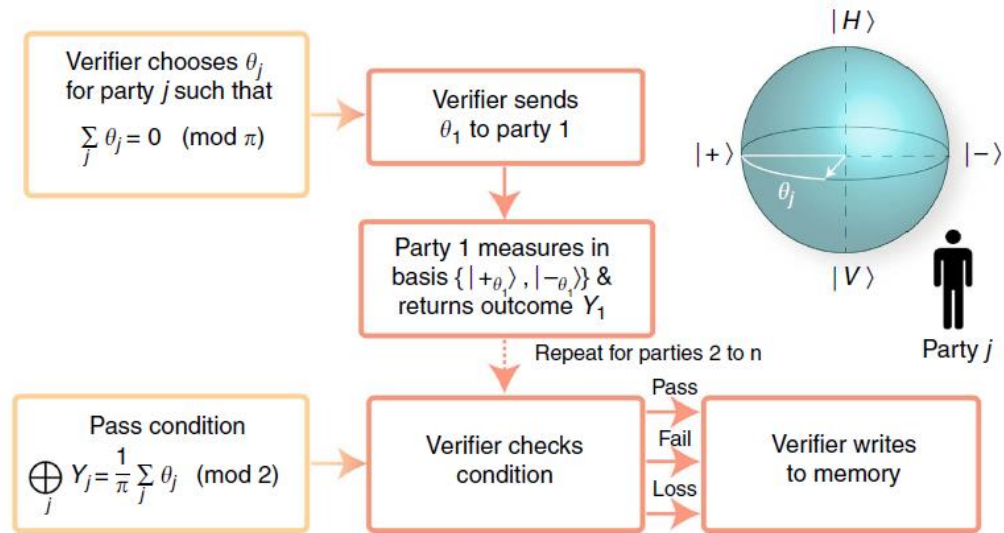 Verifier chooses θj
for party j such that
∑j θj = 0 (mod π)
Verifier sends
θ1 to party 1
Party 1 measures in
basis {|+θ1⟩, |−θ1⟩} &
returns outcome Y1
Repeat for parties 2 to n
Pass condition
⊕j Yj = 1/π ∑j θj (mod 2)
Verifier checks
condition
Pass
Fail
Loss
Verifier writes
to memory
|H⟩
|+⟩
|−⟩
θj
|V⟩
Party j